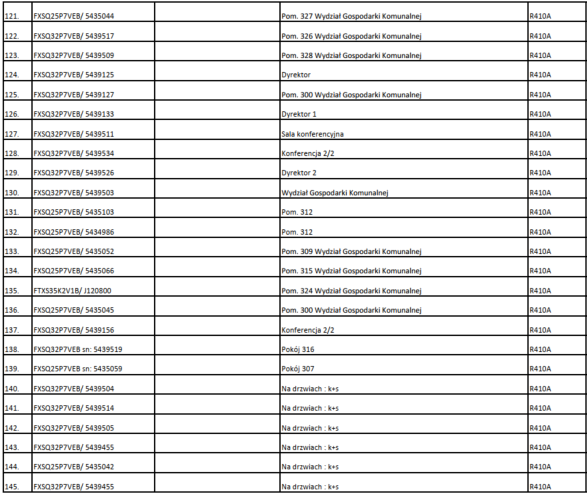 121. FXSQ25P7VEB/ 5435044 Pom. 327 Wydział Gospodarki Komunalnej R410A
122. FXSQ32P7VEB/ 5439517 Pom. 326 Wydział Gospodarki Komunalnej R410A
123. FXSQ32P7VEB/ 5439509 Pom. 328 Wydział Gospodarki Komunalnej R410A
124. FXSQ32P7VEB/ 5439125 Dyrektor R410A
125. FXSQ32P7VEB/ 5439127 Pom. 300 Wydział Gospodarki Komunalnej R410A
126. FXSQ32P7VEB/ 5439133 Dyrektor 1 R410A
127. FXSQ32P7VEB/ 5439511 Sala konferencyjna R410A
128. FXSQ32P7VEB/ 5439534 Konferencja 2/2 R410A
129. FXSQ32P7VEB/ 5439526 Dyrektor 2 R410A
130. FXSQ32P7VEB/ 5439503 Wydział Gospodarki Komunalnej R410A
131. FXSQ25P7VEB/ 5435103 Pom. 312 R410A
132. FXSQ25P7VEB/ 5434986 Pom. 312 R410A
133. FXSQ25P7VEB/ 5435052 Pom. 309 Wydział Gospodarki Komunalnej R410A
134. FXSQ25P7VEB/ 5435066 Pom. 315 Wydział Gospodarki Komunalnej R410A
135. FTXS35K2V1B/ J120800 Pom. 324 Wydział Gospodarki Komunalnej R410A
136. FXSQ25P7VEB/ 5435045 Pom. 300 Wydział Gospodarki Komunalnej R410A
137. FXSQ32P7VEB/ 5439156 Konferencja 2/2 R410A
138. FXSQ32P7VEB sn: 5439519 Pokój 316 R410A
139. FXSQ25P7VEB sn: 5435059 Pokój 307 R410A
140. FXSQ32P7VEB/ 5439504 Na drzwiach : k+s R410A
141. FXSQ32P7VEB/ 5439514 Na drzwiach : k+s R410A
142. FXSQ32P7VEB/ 5439505 Na drzwiach : k+s R410A
143. FXSQ32P7VEB/ 5439455 Na drzwiach : k+s R410A
144. FXSQ25P7VEB/ 5435042 Na drzwiach : k+s R410A
145. FXSQ32P7VEB/ 5439455 Na drzwiach : k+s R410A